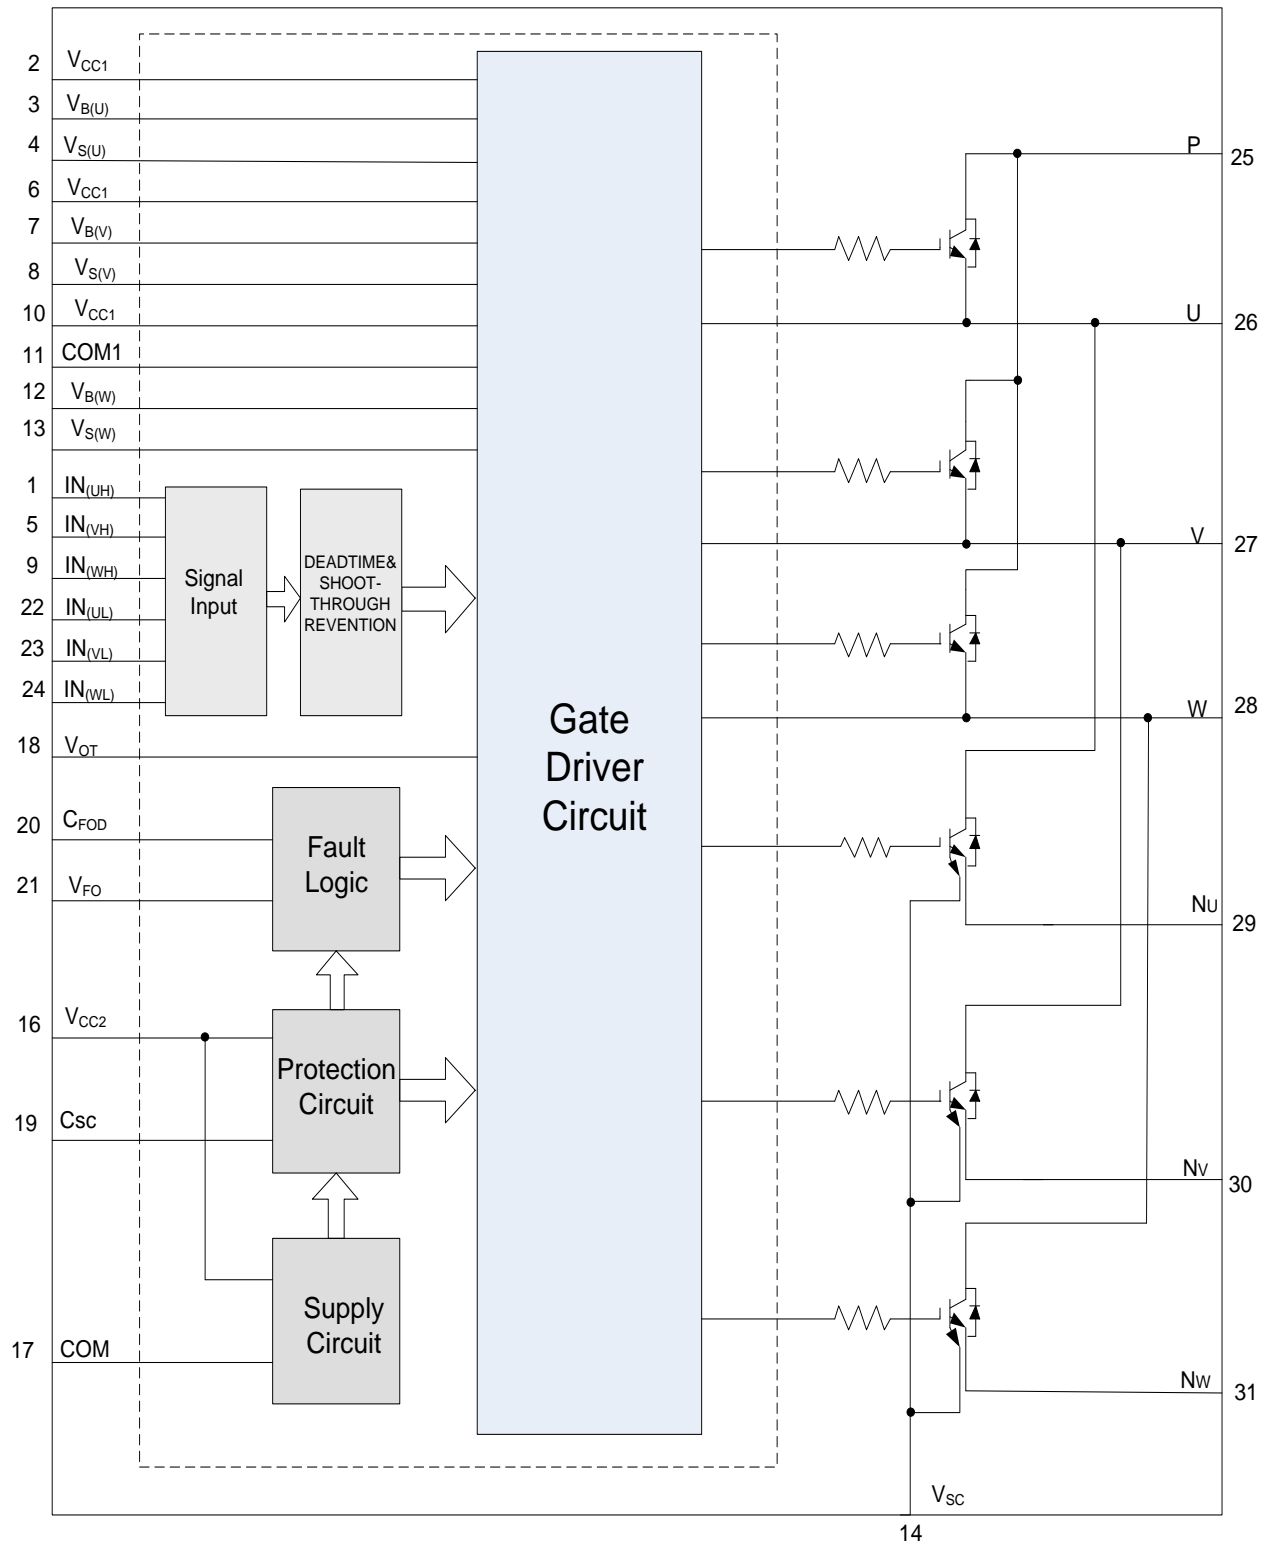 2 VCC1
3 VB(U)
4 VS(U)
6 VCC1
7 VB(V)
8 VS(V)
10 VCC1
11 COM1
12 VB(W)
13 VS(W)
1 IN(UH)
5 IN(VH)
9 IN(WH)
22 IN(UL)
23 IN(VL)
24 IN(WL)
18 VOT
20 CFOD
21 VFO
16 VCC2
19 Csc
17 COM
Signal
Input
DEADTIME&
SHOOT-
THROUGH
REVENTION
Fault
Logic
Protection
Circuit
Supply
Circuit
Gate
Driver
Circuit
P 25
U 26
V 27
W 28
NU 29
NV 30
NW 31
VSC
14